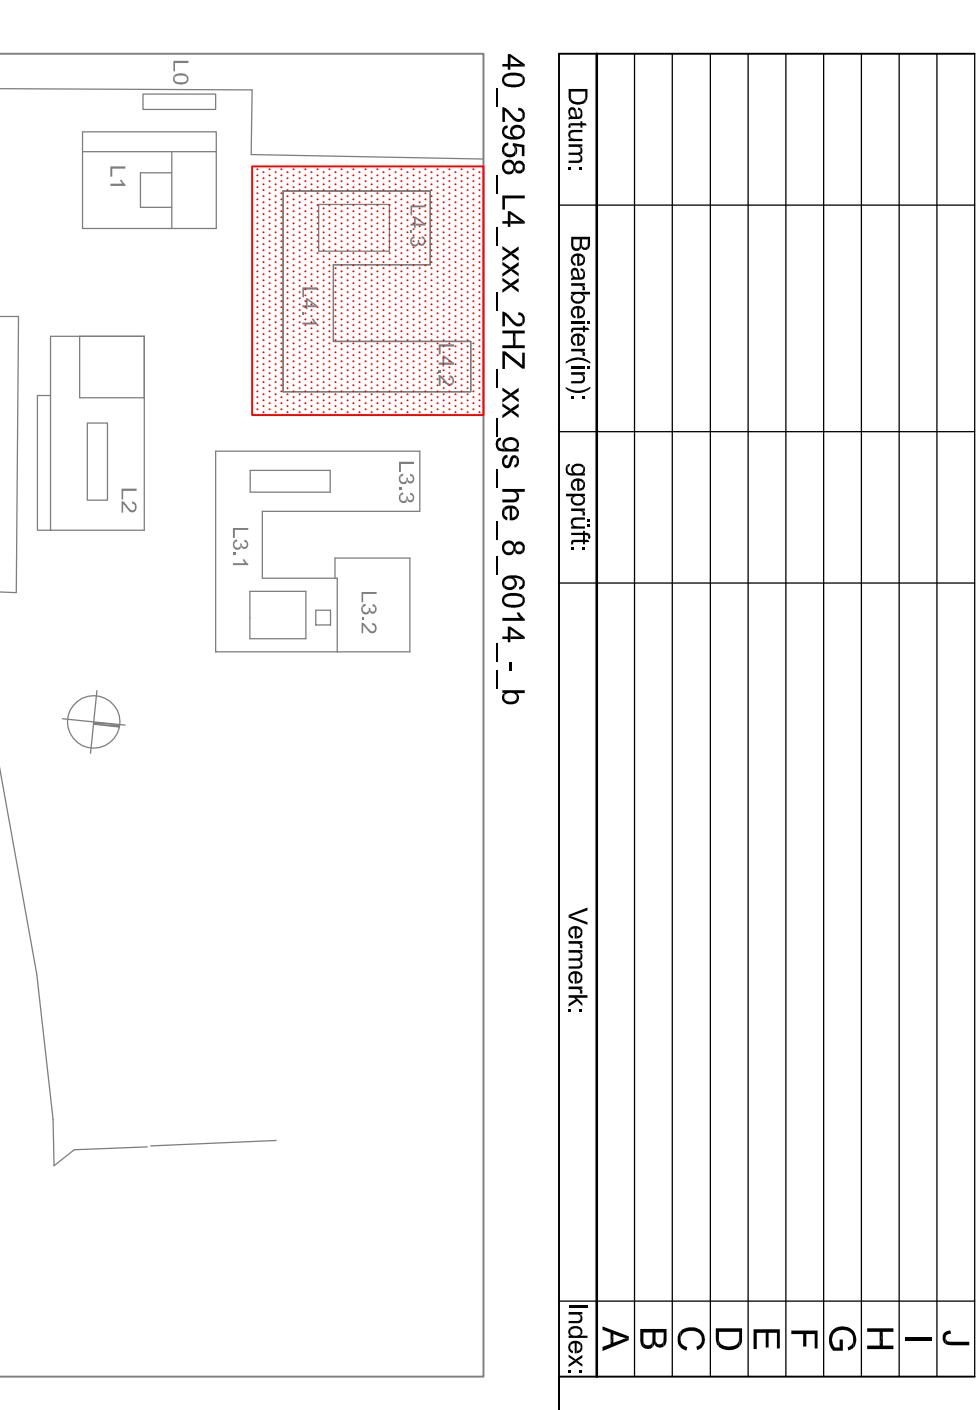 J
I
H
G
F
E
D
C
B
A
Datum: Bearbeiter(in): geprüft: Vermerk: Index:
40_2958_L4_xxx_2HZ_xx_gs_he_8_6014_-_b
L4.2
L4.3
L3.3
L3.2
L4.1
L3.1
L0
L2
L1